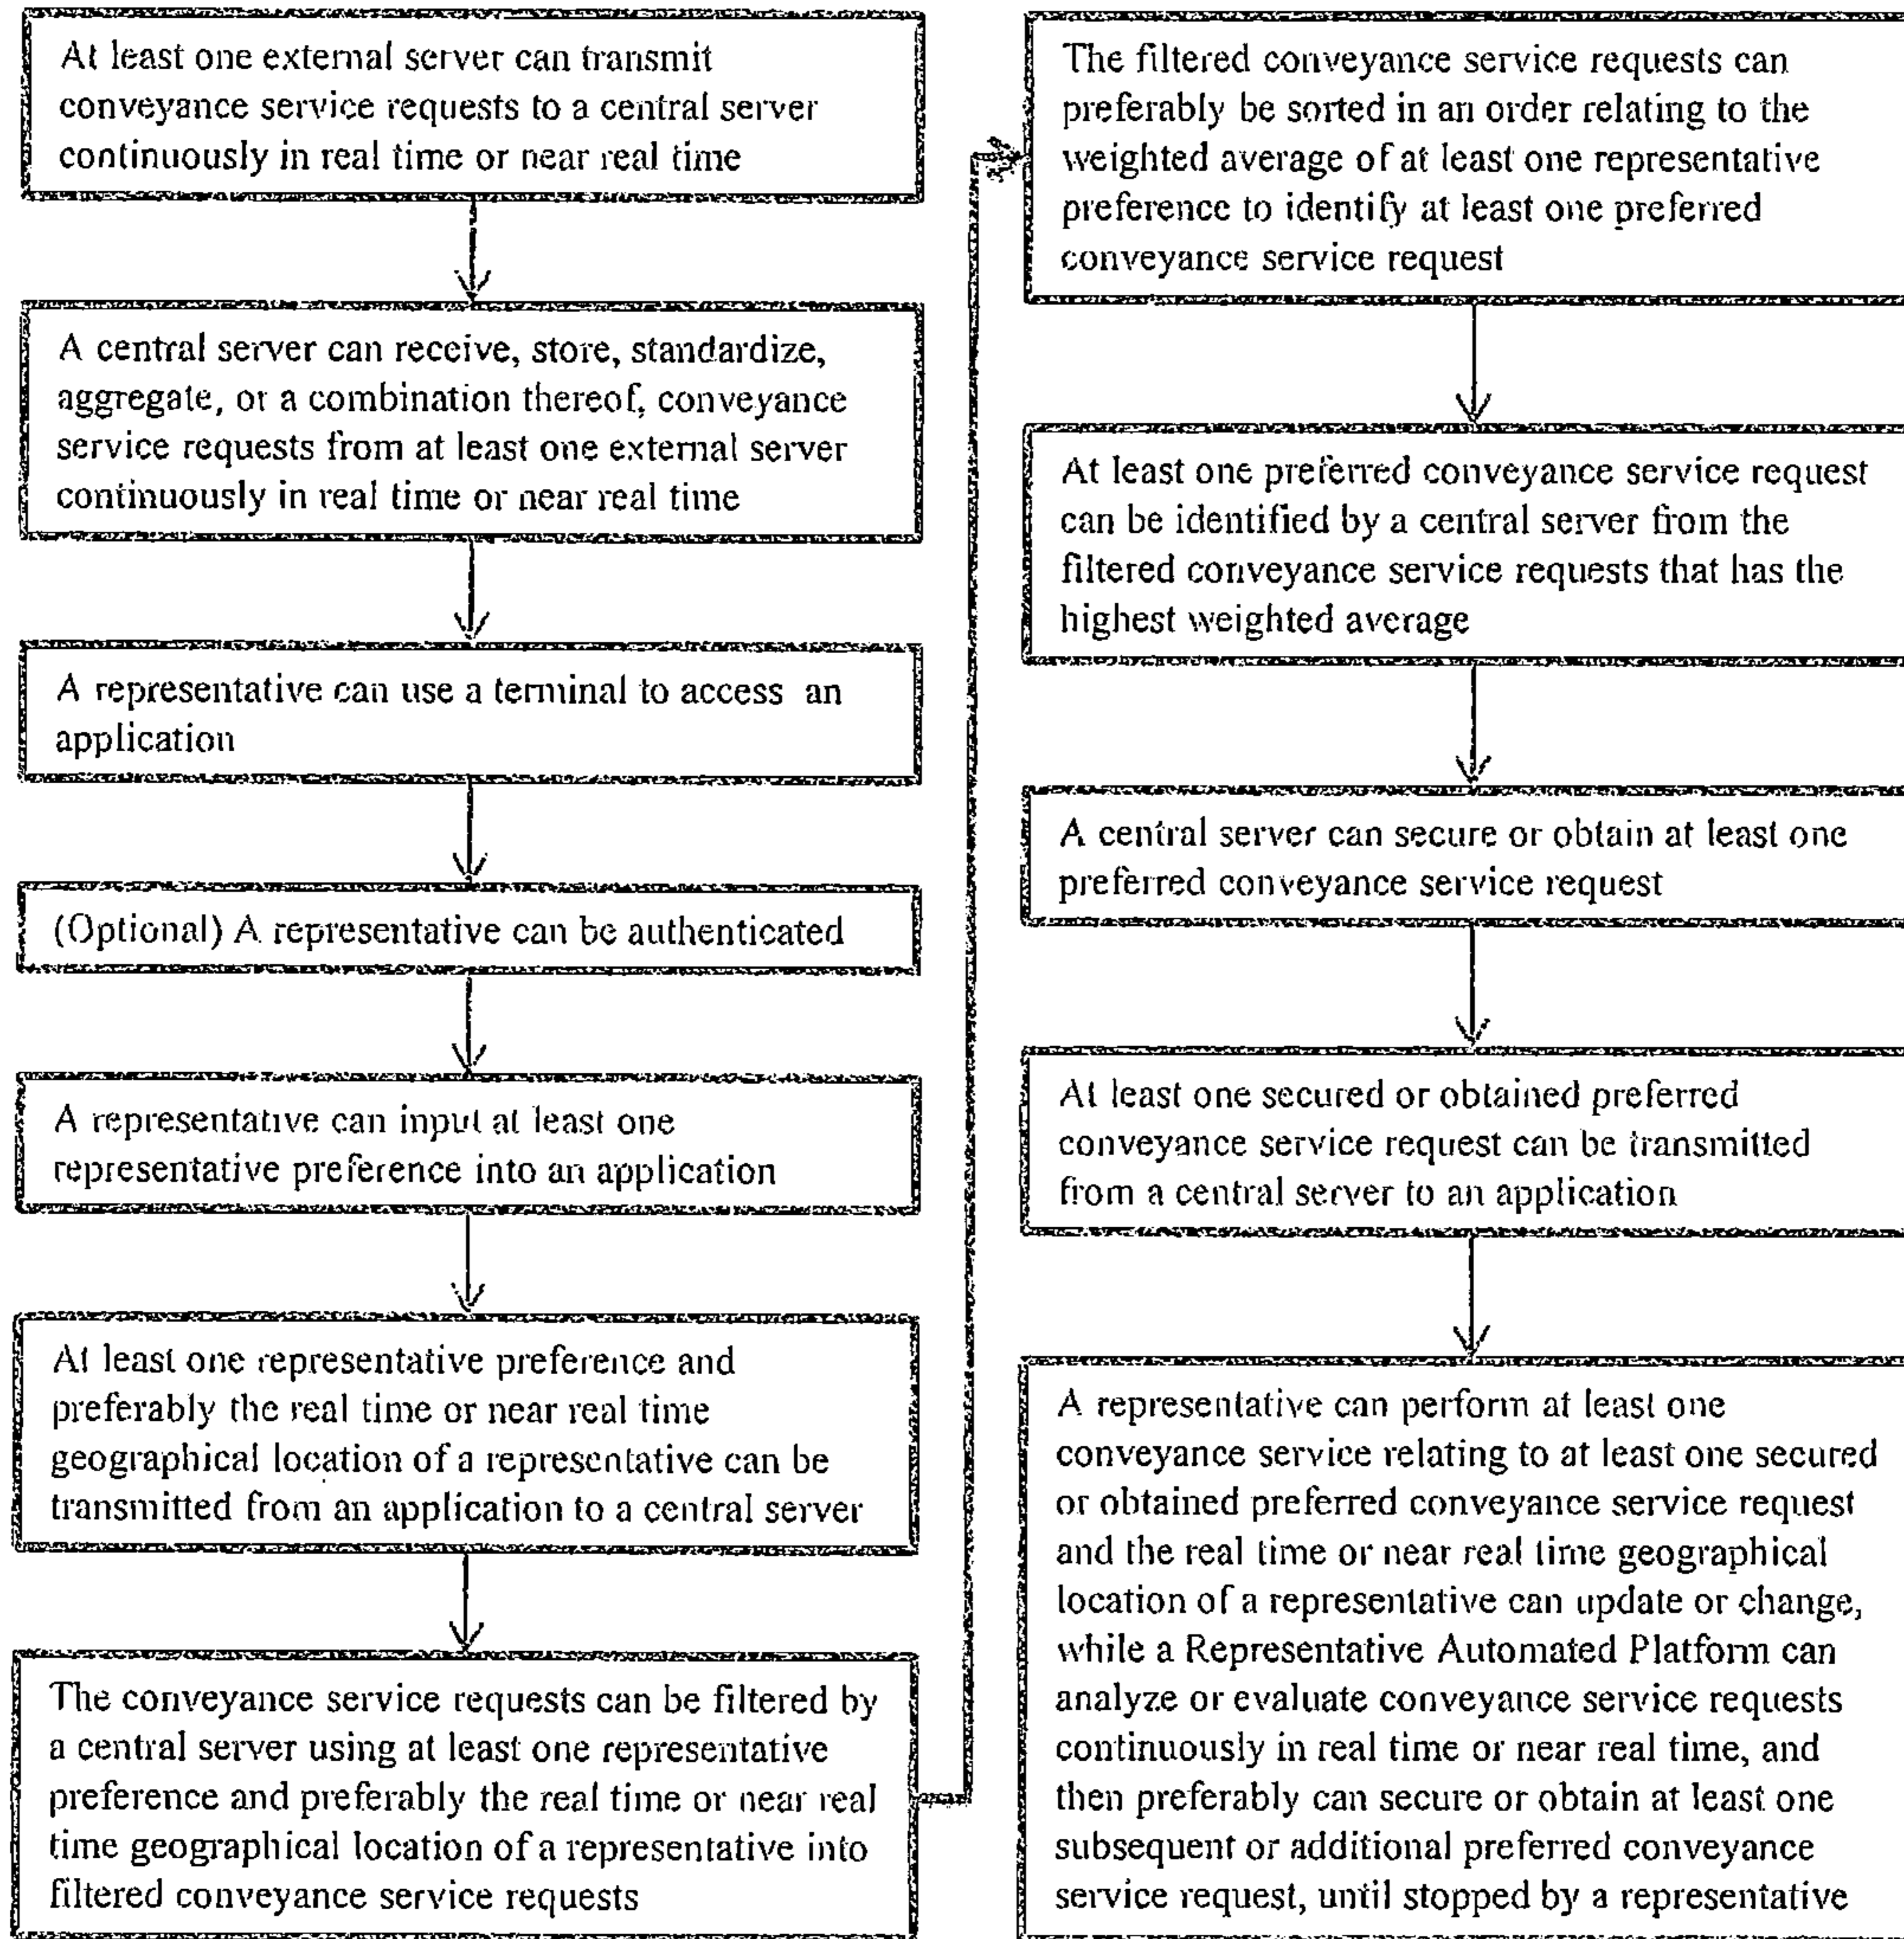 At least one external server can transmit
conveyance service requests to a central server
continuously in real time or near real time
A central server can receive, store, standardize,
aggregate, or a combination thereof, conveyance
service requests from at least one external server
continuously in real time or near real time
A representative can use a terminal to access an
application
(Optional) A representative can be authenticated
A representative can input at least one
representative preference into an application
At least one representative preference and
preferably the real time or near real time
geographical location of a representative can be
transmitted from an application to a central server
The conveyance service requests can be filtered by
a central server using at least one representative
preference and preferably the real time or near real
time geographical location of a representative into
filtered conveyance service requests
The filtered conveyance service requests can
preferably be sorted in an order relating to the
weighted average of at least one representative
preference to identify at least one preferred
conveyance service request
At least one preferred conveyance service request
can be identified by a central server from the
filtered conveyance service requests that has the
highest weighted average
A central server can secure or obtain at least one
preferred conveyance service request
At least one secured or obtained preferred
conveyance service request can be transmitted
from a central server to an application
A representative can perform at least one
conveyance service relating to at least one secured
or obtained preferred conveyance service request
and the real time or near real time geographical
location of a representative can update or change,
while a Representative Automated Platform can
analyze or evaluate conveyance service requests
continuously in real time or near real time, and
then preferably can secure or obtain at least one
subsequent or additional preferred conveyance
service request, until stopped by a representative